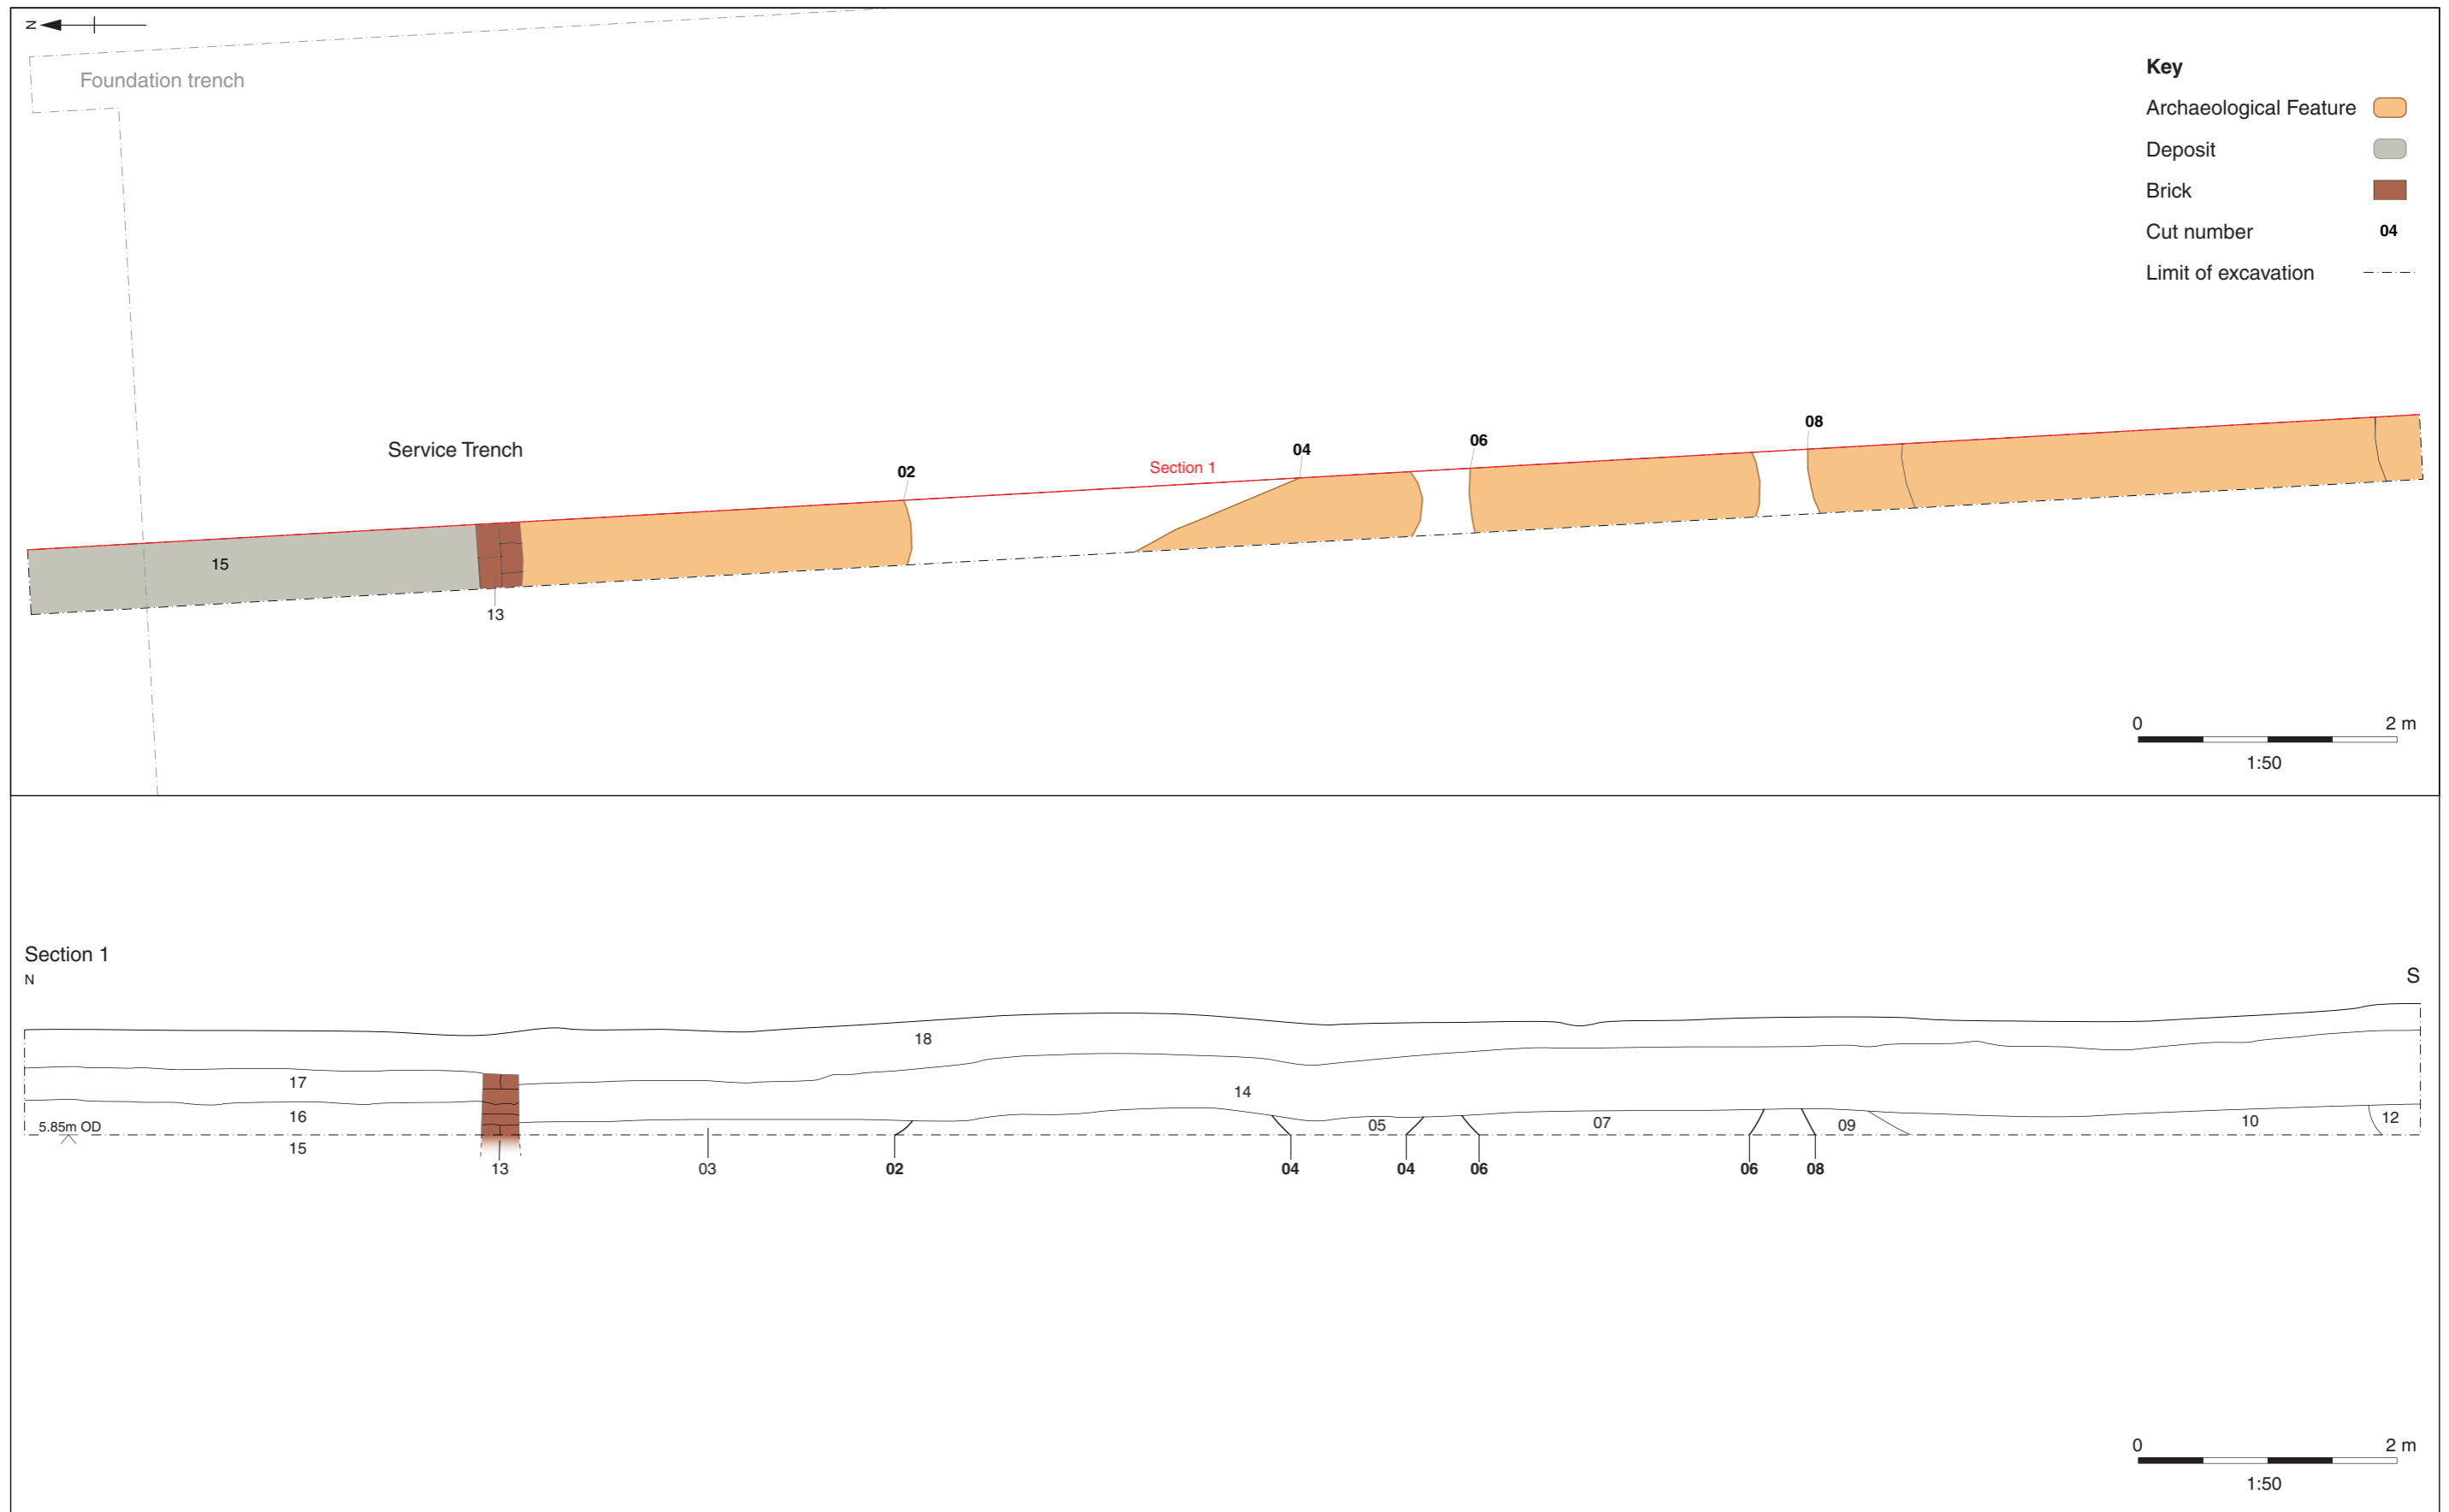 N
Foundation trench
Key
Archaeological Feature
Deposit
Brick
Cut number 04
Limit of excavation
Service Trench
02
Section 1
04
06
08
15
13
0 2 m
1:50
Section 1
N
S
18
17
14
16
5.85m OD
15
13
03
02
04
05
04
06
07
06
08
09
10
12
0 2 m
1:50